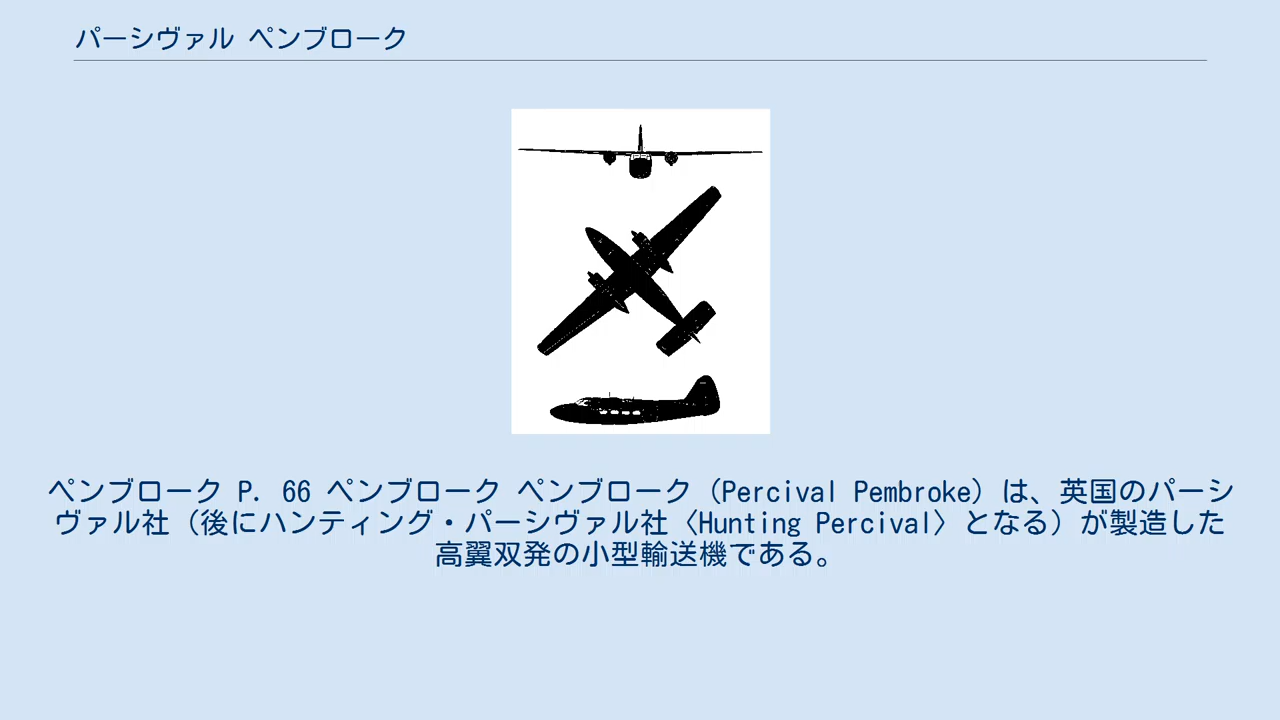 パーシヴァル ペンブローク
ペンブローク P. 66 ペンブローク ペンブローク（Percival Pembroke）は、英国のパーシ
ヴァル社（後にハンティング・パーシヴァル社〈Hunting Percival〉となる）が製造した
高翼双発の小型輸送機である。